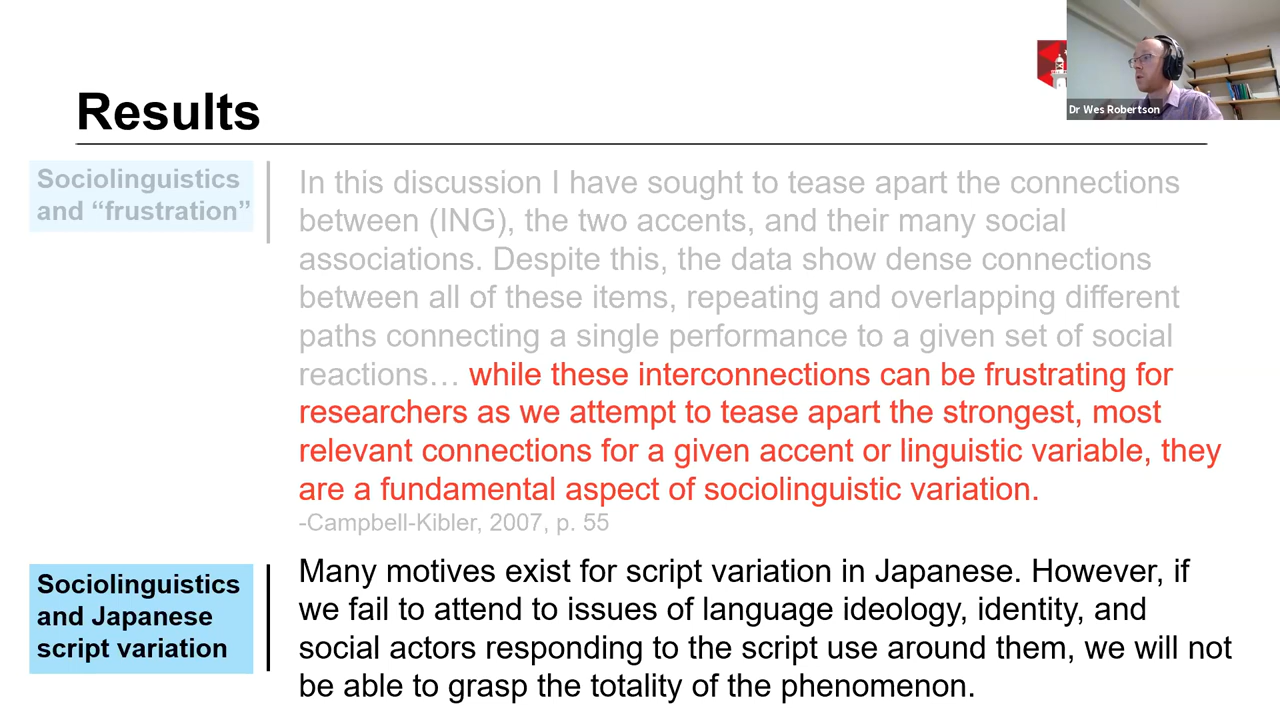 Results
Dr Wes Robertson
Sociolinguistics
and “frustration”
In this discussion I have sought to tease apart the connections
between (ING), the two accents, and their many social
associations. Despite this, the data show dense connections
between all of these items, repeating and overlapping different
paths connecting a single performance to a given set of social
reactions… while these interconnections can be frustrating for
researchers as we attempt to tease apart the strongest, most
relevant connections for a given accent or linguistic variable, they
are a fundamental aspect of sociolinguistic variation.
-Campbell-Kibler, 2007, p. 55
Sociolinguistics
and Japanese
script variation
Many motives exist for script variation in Japanese. However, if
we fail to attend to issues of language ideology, identity, and
social actors responding to the script use around them, we will not
be able to grasp the totality of the phenomenon.